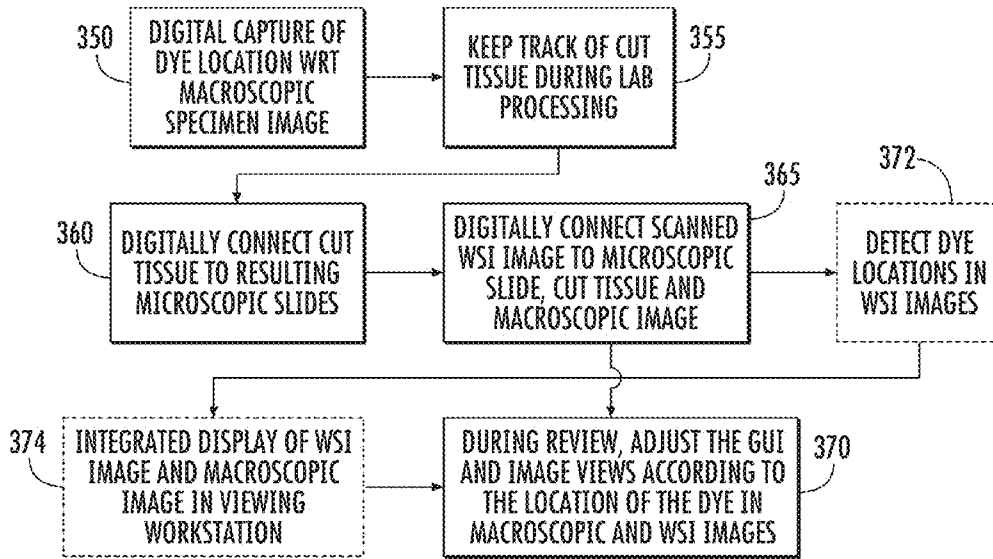 350
DIGITAL CAPTURE OF
DYE LOCATION WRT
MACROSCOPIC
SPECIMEN IMAGE
KEEP TRACK OF CUT
TISSUE DURING LAB
PROCESSING
355
360
DIGITALLY CONNECT CUT
TISSUE TO RESULTING
MICROSCOPIC SLIDES
DIGITALLY CONNECT SCANNED
WSI IMAGE TO MICROSCOPIC
SLIDE, CUT TISSUE AND
MACROSCOPIC IMAGE
365
372
DETECT DYE
LOCATIONS IN
WSI IMAGES
374
INTEGRATED DISPLAY OF WSI
IMAGE AND MACROSCOPIC
IMAGE IN VIEWING
WORKSTATION
DURING REVIEW, ADJUST THE GUI
AND IMAGE VIEWS ACCORDING TO
THE LOCATION OF THE DYE IN
MACROSCOPIC AND WSI IMAGES
370